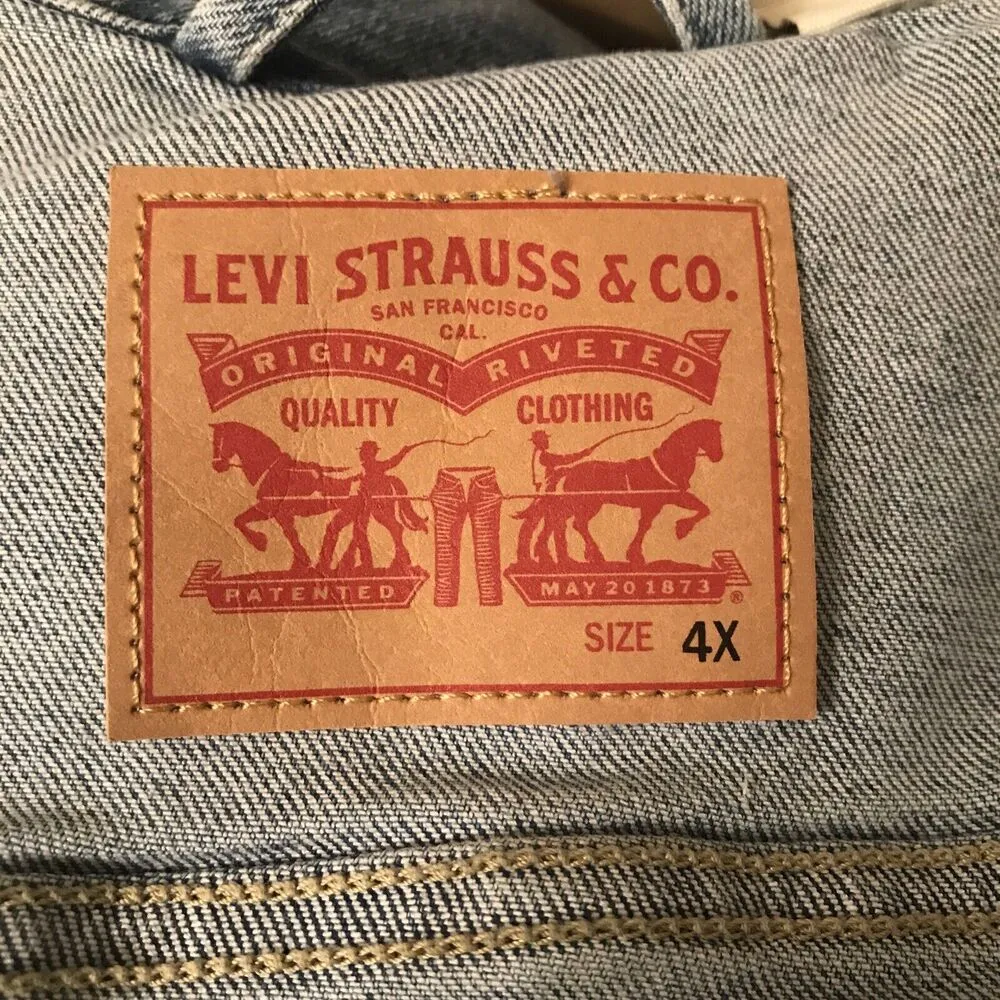 LEVI STRAUSS & CO.
SAN FRANCISCO
CAL.
ORIGINAL RIVETED
QUALITY CLOTHING
PATENTED MAY 20 1873 ®
SIZE 4X